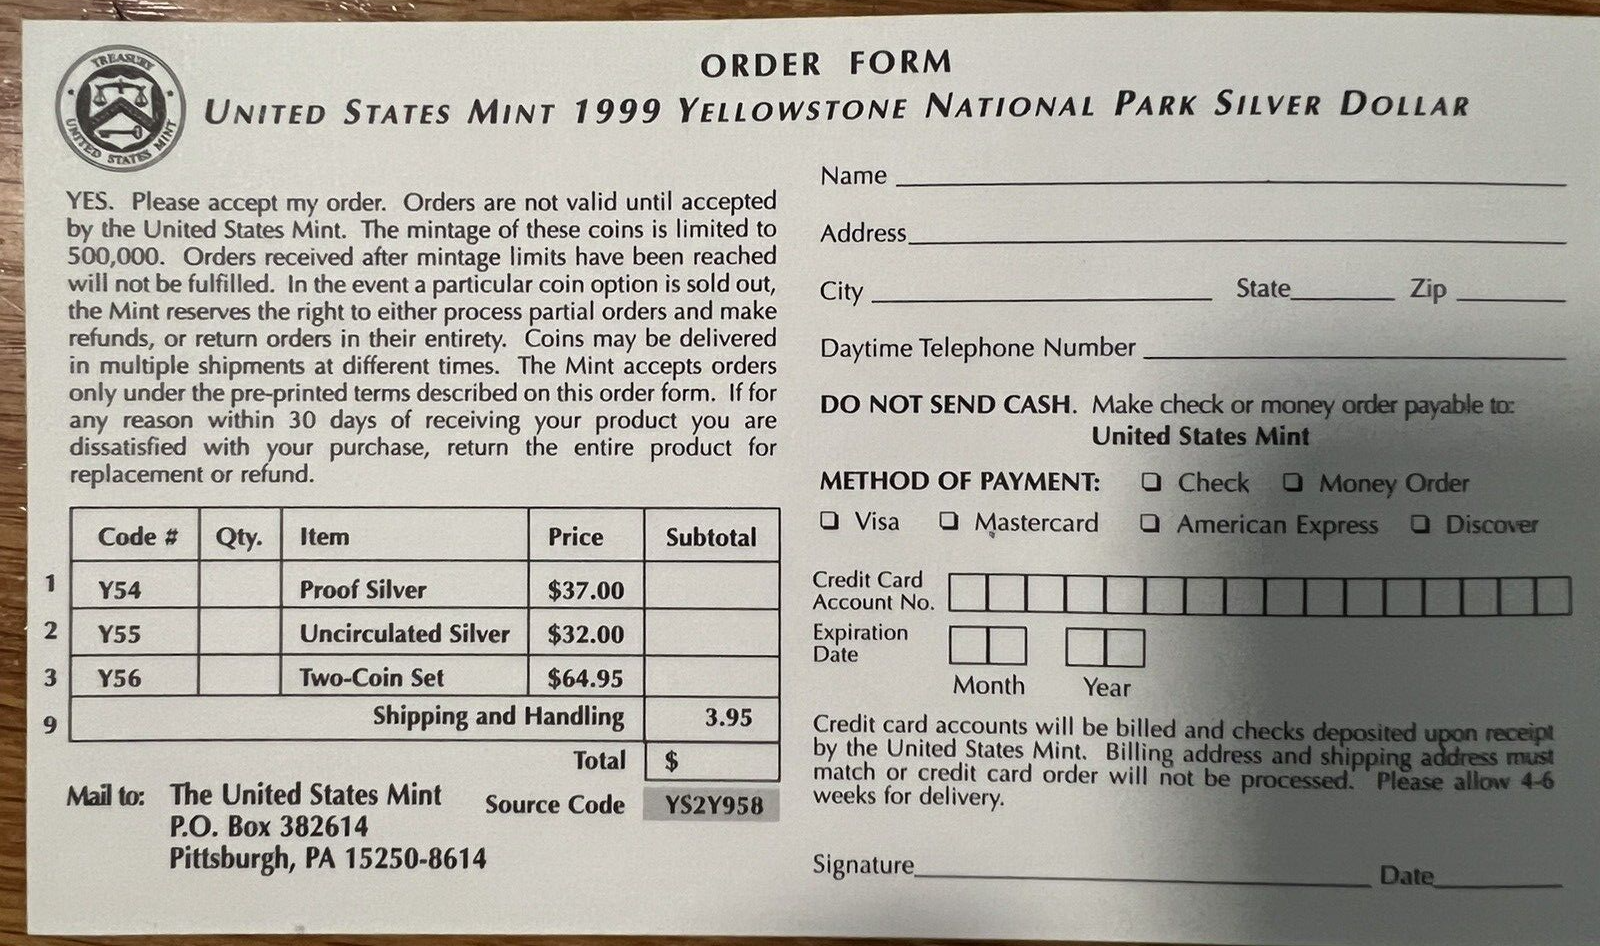 TREASURY
UNITED STATES MINT
ORDER FORM
UNITED STATES MINT 1999 YELLOWSTONE NATIONAL PARK SILVER DOLLAR
YES. Please accept my order. Orders are not valid until accepted
by the United States Mint. The mintage of these coins is limited to
500,000. Orders received after mintage limits have been reached
will not be fulfilled. In the event a particular coin option is sold out,
the Mint reserves the right to either process partial orders and make
refunds, or return orders in their entirety. Coins may be delivered
in multiple shipments at different times. The Mint accepts orders
only under the pre-printed terms described on this order form. If for
any reason within 30 days of receiving your product you are
dissatisfied with your purchase, return the entire product for
replacement or refund.
Code # Qty. Item Price Subtotal
1 Y54 Proof Silver $37.00
2 Y55 Uncirculated Silver $32.00
3 Y56 Two-Coin Set $64.95
9 Shipping and Handling 3.95
Total $
Mail to: The United States Mint
P.O. Box 382614
Pittsburgh, PA 15250-8614
Source Code YS2Y958
Name
Address
City State Zip
Daytime Telephone Number
DO NOT SEND CASH. Make check or money order payable to:
United States Mint
METHOD OF PAYMENT: ❏ Check ❏ Money Order
❏ Visa ❏ Mastercard ❏ American Express ❏ Discover
Credit Card
Account No.
Expiration
Date
Month Year
Credit card accounts will be billed and checks deposited upon receipt
by the United States Mint. Billing address and shipping address must
match or credit card order will not be processed. Please allow 4-6
weeks for delivery.
Signature Date